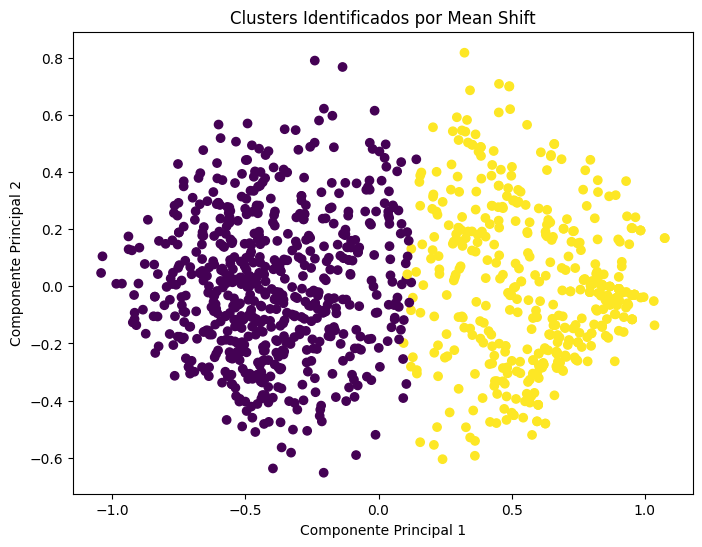 Clusters Identificados por Mean Shift
Componente Principal 2
0.8
0.6
0.4
0.2
0.0
−0.2
−0.4
−0.6
−1.0 −0.5 0.0 0.5 1.0
Componente Principal 1